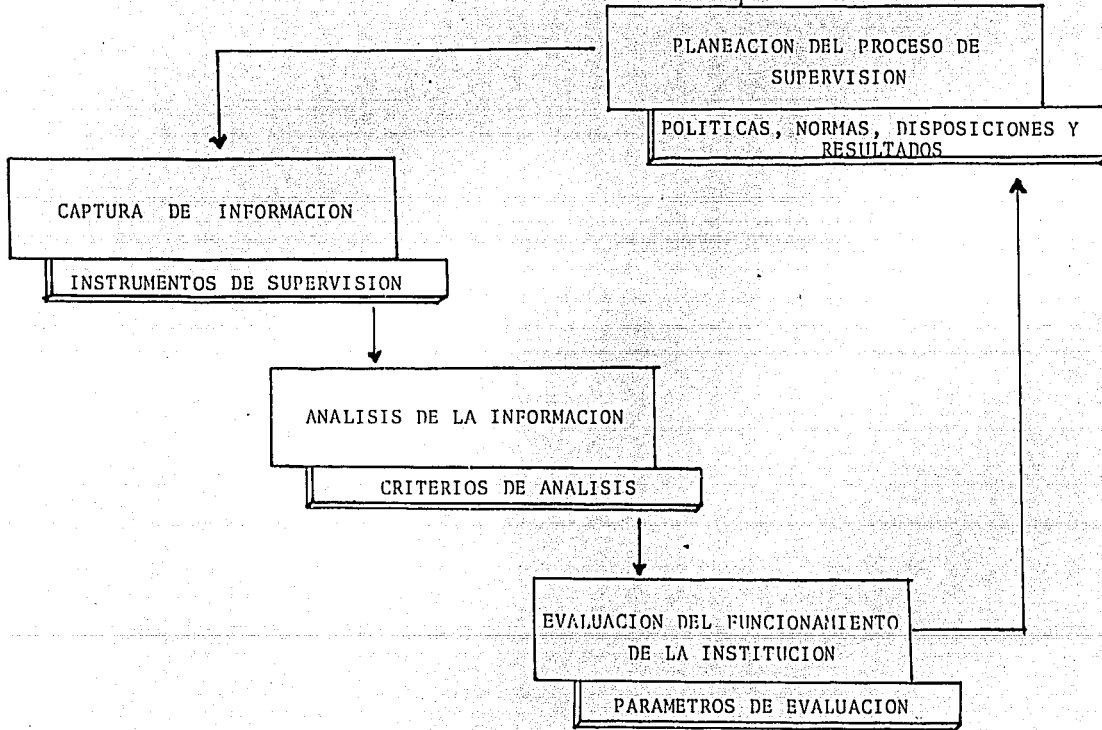 PLANEACION DEL PROCESO DE
SUPERVISION
POLITICAS, NORMAS, DISPOSICIONES Y
RESULTADOS
CAPTURA DE INFORMACION
INSTRUMENTOS DE SUPERVISION
ANALISIS DE LA INFORMACION
CRITERIOS DE ANALISIS
EVALUACION DEL FUNCIONAMIENTO
DE LA INSTITUCION
PARAMETROS DE EVALUACION